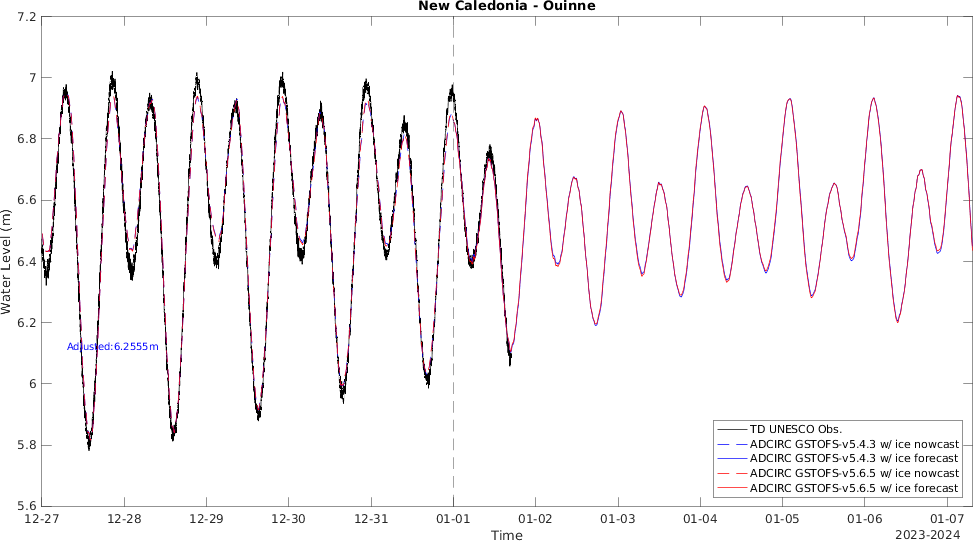 New Caledonia - Ouinne
7.2
7
6.8
6.6
6.4
6.2
6
5.8
5.6
Water Level (m)
Adjusted:6.2555m
TD UNESCO Obs.
ADCIRC GSTOFS-v5.4.3 w/ ice nowcast
ADCIRC GSTOFS-v5.4.3 w/ ice forecast
ADCIRC GSTOFS-v5.6.5 w/ ice nowcast
ADCIRC GSTOFS-v5.6.5 w/ ice forecast
12-27 12-28 12-29 12-30 12-31 01-01 01-02 01-03 01-04 01-05 01-06 01-07
Time
2023-2024